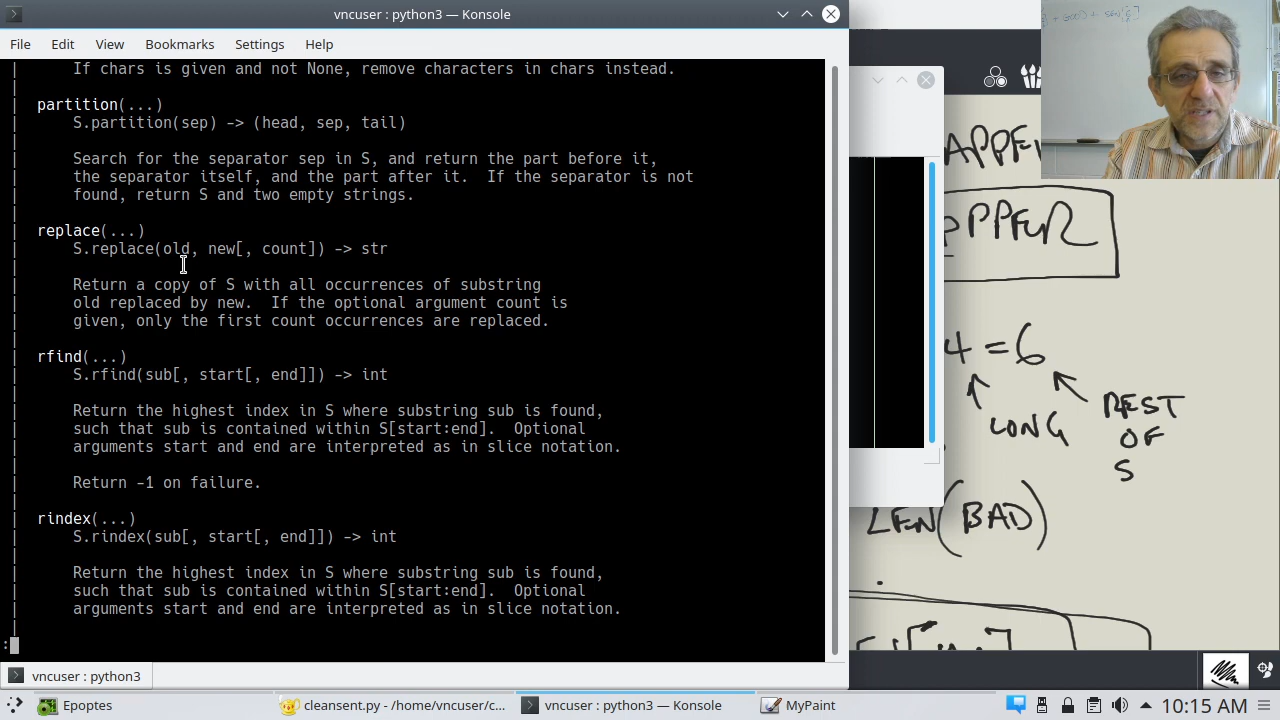 vncuser : python3 — Konsole
File Edit View Bookmarks Settings Help
If chars is given and not None, remove characters in chars instead.
partition(...)
S.partition(sep) -> (head, sep, tail)
Search for the separator sep in S, and return the part before it,
the separator itself, and the part after it.  If the separator is not
found, return S and two empty strings.
replace(...)
S.replace(old, new[, count]) -> str
Return a copy of S with all occurrences of substring
old replaced by new.  If the optional argument count is
given, only the first count occurrences are replaced.
rfind(...)
S.rfind(sub[, start[, end]]) -> int
Return the highest index in S where substring sub is found,
such that sub is contained within S[start:end].  Optional
arguments start and end are interpreted as in slice notation.
Return -1 on failure.
rindex(...)
S.rindex(sub[, start[, end]]) -> int
Return the highest index in S where substring sub is found,
such that sub is contained within S[start:end].  Optional
arguments start and end are interpreted as in slice notation.
:
4 = 6
LONG
REST
OF
S
LEN(BAD)
vncuser : python3
Epoptes
cleansent.py - /home/vncuser/c...
vncuser : python3 — Konsole
MyPaint
10:15 AM